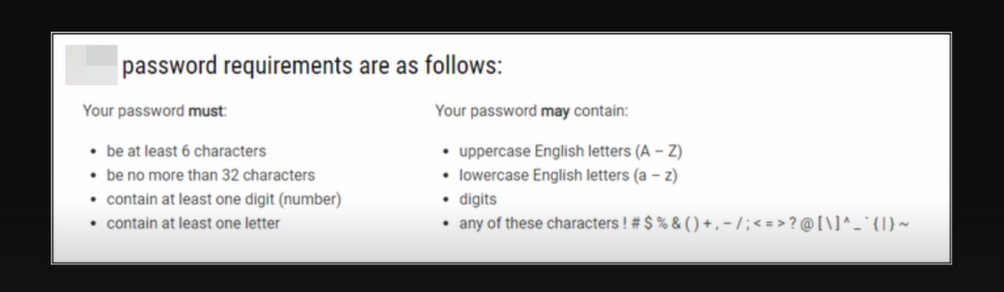 password requirements are as follows:
Your password must:
• be at least 6 characters
• be no more than 32 characters
• contain at least one digit (number)
• contain at least one letter
Your password may contain:
• uppercase English letters (A – Z)
• lowercase English letters (a – z)
• digits
• any of these characters ! # $ % & ( ) + , – / ; < = > ? @ [ \ ] ^ _ ` { | } ~